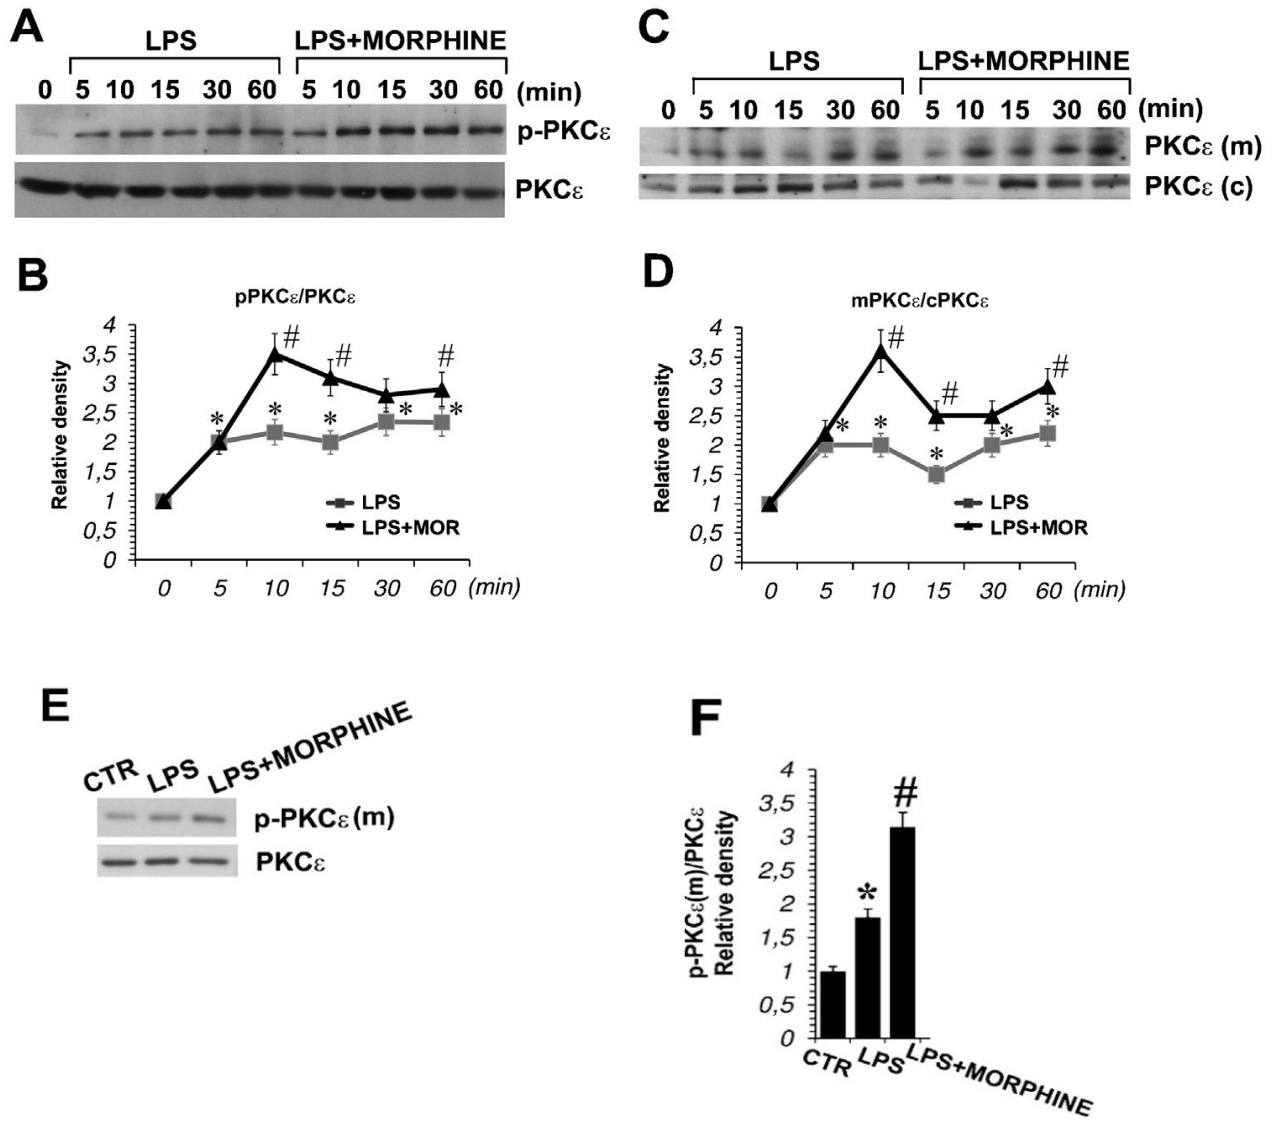 A
LPS LPS+MORPHINE
0 5 10 15 30 60 5 10 15 30 60 (min)
p-PKCε
PKCε
C
LPS LPS+MORPHINE
0 5 10 15 30 60 5 10 15 30 60 (min)
PKCε (m)
PKCε (c)
B
pPKCε/PKCε
Relative density
4
3,5
3
2,5
2
1,5
1
0,5
0
# # #
* * * * *
LPS
LPS+MOR
0 5 10 15 30 60 (min)
D
mPKCε/cPKCε
Relative density
4
3,5
3
2,5
2
1,5
1
0,5
0
# # #
* * * * *
LPS
LPS+MOR
0 5 10 15 30 60 (min)
E
CTR LPS LPS+MORPHINE
p-PKCε (m)
PKCε
F
p-PKCε(m)/PKCε
Relative density
4
3,5
3
2,5
2
1,5
1
0,5
0
* #
CTR LPS LPS+MORPHINE